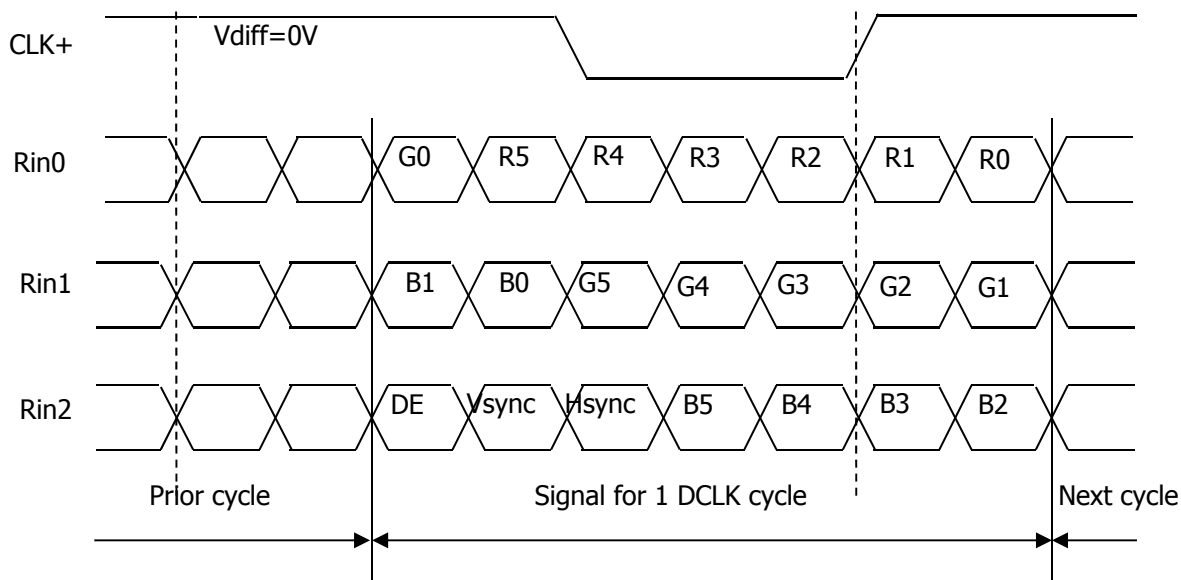 CLK+ Vdiff=0V
Rin0 G0 R5 R4 R3 R2 R1 R0
Rin1 B1 B0 G5 G4 G3 G2 G1
Rin2 DE Vsync Hsync B5 B4 B3 B2
Prior cycle Signal for 1 DCLK cycle Next cycle